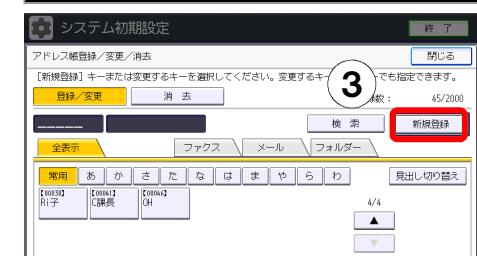 システム初期設定 終 了
アドレス帳登録／変更／消去 閉じる
［新規登録］キーまたは変更するキーを選択してください。変更するキー ーでも指定できます。
③
登録／変更 消 去 数： 45/2000
検 索 新規登録
全表示 ファクス メール フォルダー
常用 あ か さ た な は ま や ら わ 見出し切り替え
【00038】 【00041】 【00046】
Ri子 C課長 OH
4/4
▲
▼